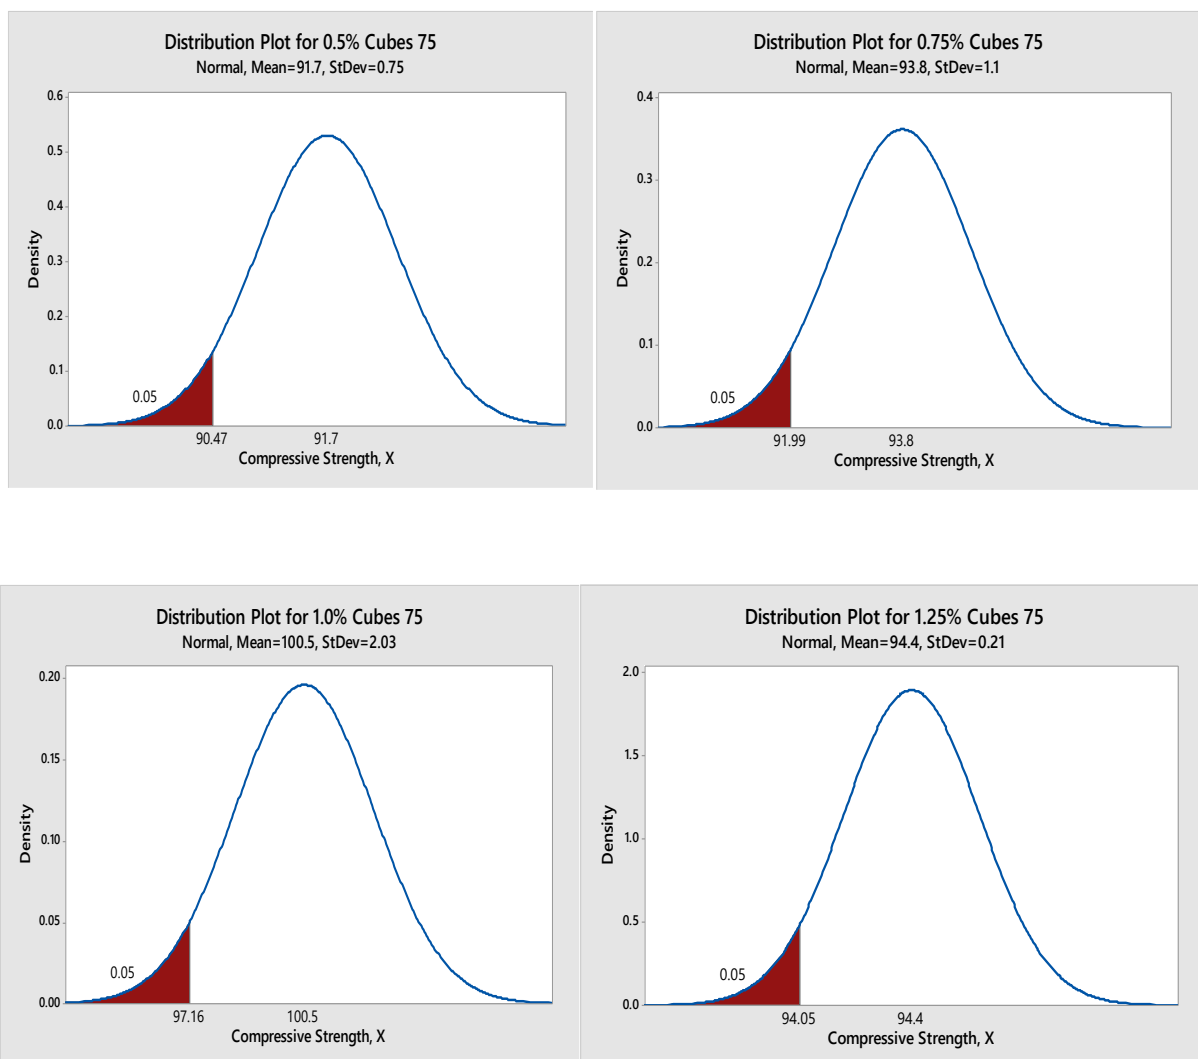 Distribution Plot for 0.5% Cubes 75
Normal, Mean=91.7, StDev=0.75
0.6
0.5
0.4
0.3
0.2
0.1
0.0
Density
0.05
90.47 91.7
Compressive Strength, X
Distribution Plot for 0.75% Cubes 75
Normal, Mean=93.8, StDev=1.1
0.4
0.3
0.2
0.1
0.0
Density
0.05
91.99 93.8
Compressive Strength, X
Distribution Plot for 1.0% Cubes 75
Normal, Mean=100.5, StDev=2.03
0.20
0.15
0.10
0.05
0.00
Density
0.05
97.16 100.5
Compressive Strength, X
Distribution Plot for 1.25% Cubes 75
Normal, Mean=94.4, StDev=0.21
2.0
1.5
1.0
0.5
0.0
Density
0.05
94.05 94.4
Compressive Strength, X